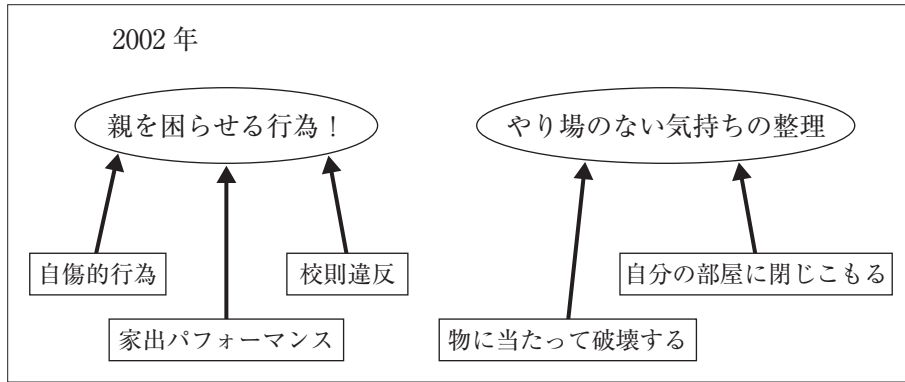 2002 年
親を困らせる行為！
やり場のない気持ちの整理
自傷的行為
校則違反
自分の部屋に閉じこもる
家出パフォーマンス
物に当たって破壊する